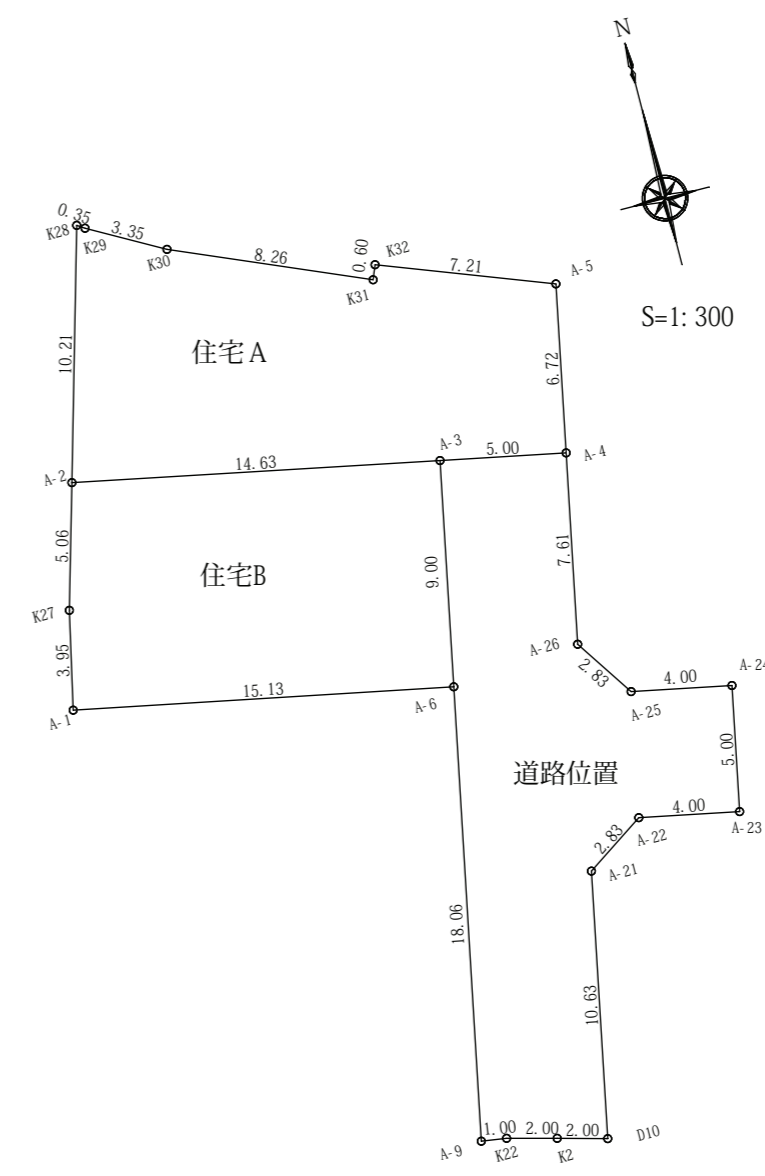 N
S=1: 300
0. 35
K28
K29
3. 35
K30
8. 26
0. 60
K32
K31
7. 21
A-5
10. 21
住宅A
6. 72
A-2
14. 63
A-3
5. 00
A-4
5. 06
住宅B
9. 00
7. 61
K27
3. 95
A-26
2. 83
A-1
15. 13
A-6
A-25
4. 00
A-24
道路位置
5. 00
2. 83
A-22
4. 00
A-23
A-21
18. 06
10. 63
A-9
1. 00
K22
2. 00
K2
2. 00
D10